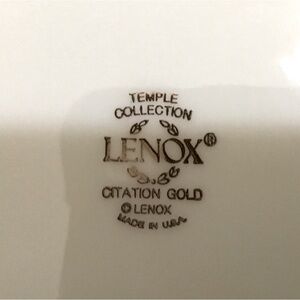 TEMPLE
COLLECTION
LENOX®
CITATION GOLD
© LENOX
MADE IN U.S.A.